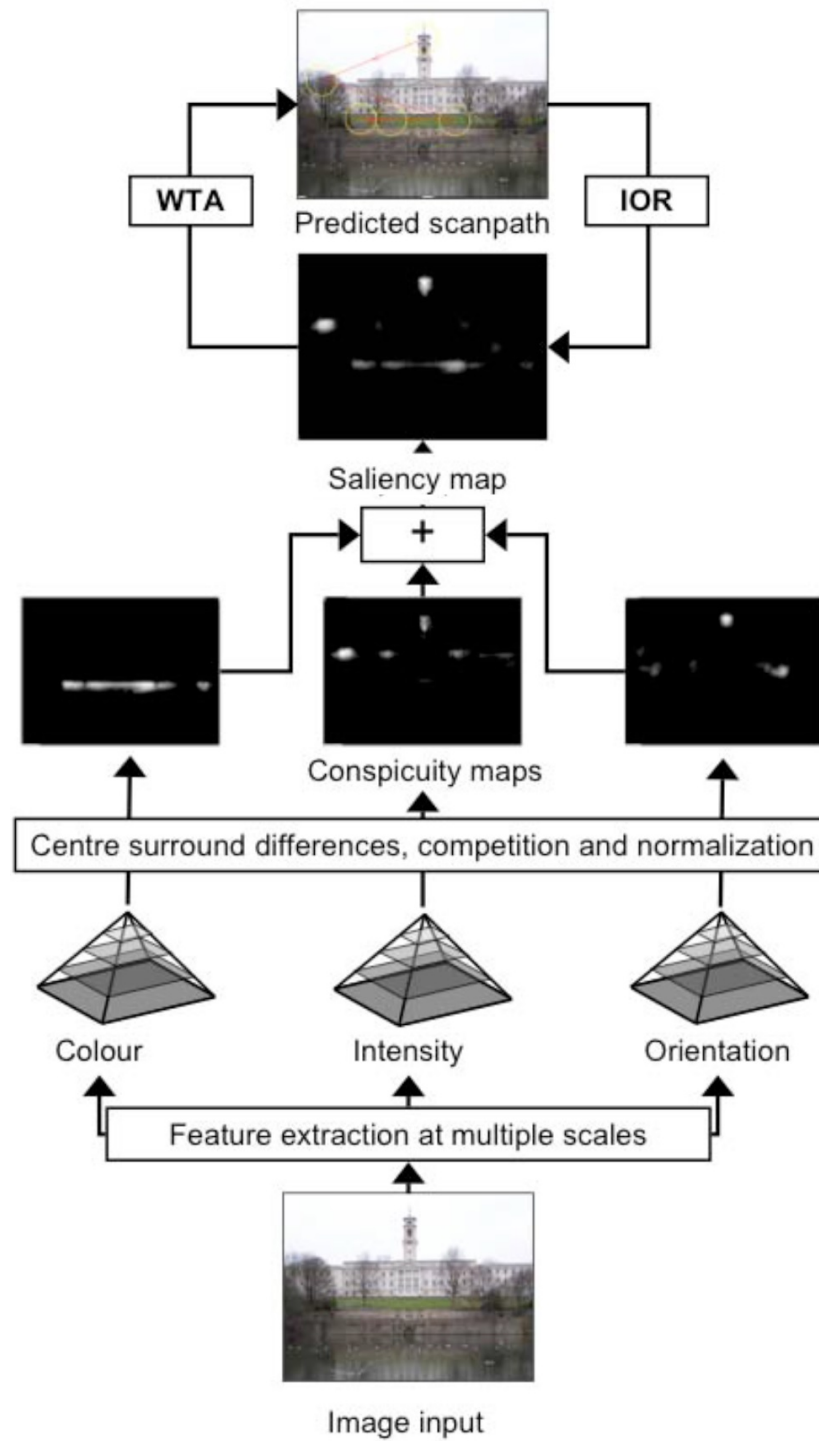 WTA
IOR
Predicted scanpath
Saliency map
+
Conspicuity maps
Centre surround differences, competition and normalization
Colour
Intensity
Orientation
Feature extraction at multiple scales
Image input